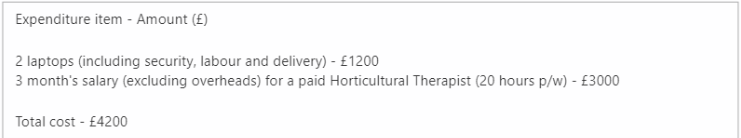 Expenditure item - Amount (£)
2 laptops (including security, labour and delivery) - £1200
3 month's salary (excluding overheads) for a paid Horticultural Therapist (20 hours p/w) - £3000
Total cost - £4200